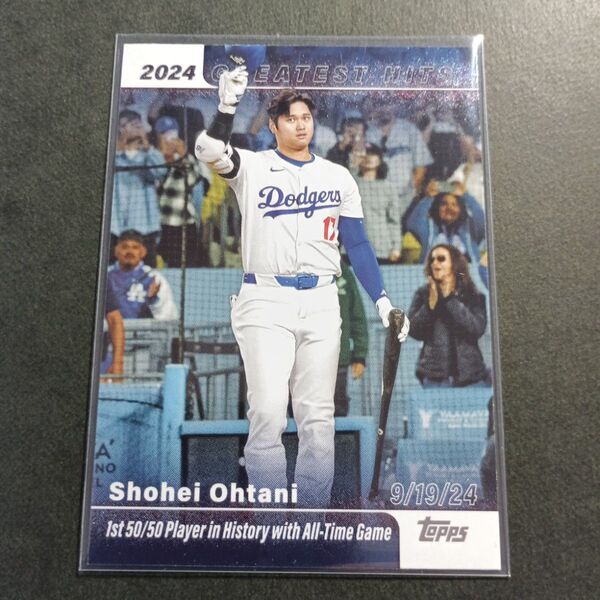 2024 GREATEST HITS
Dodgers
17
A'
NO
L
Shohei Ohtani
9/19/24
1st 50/50 Player in History with All-Time Game
Topps